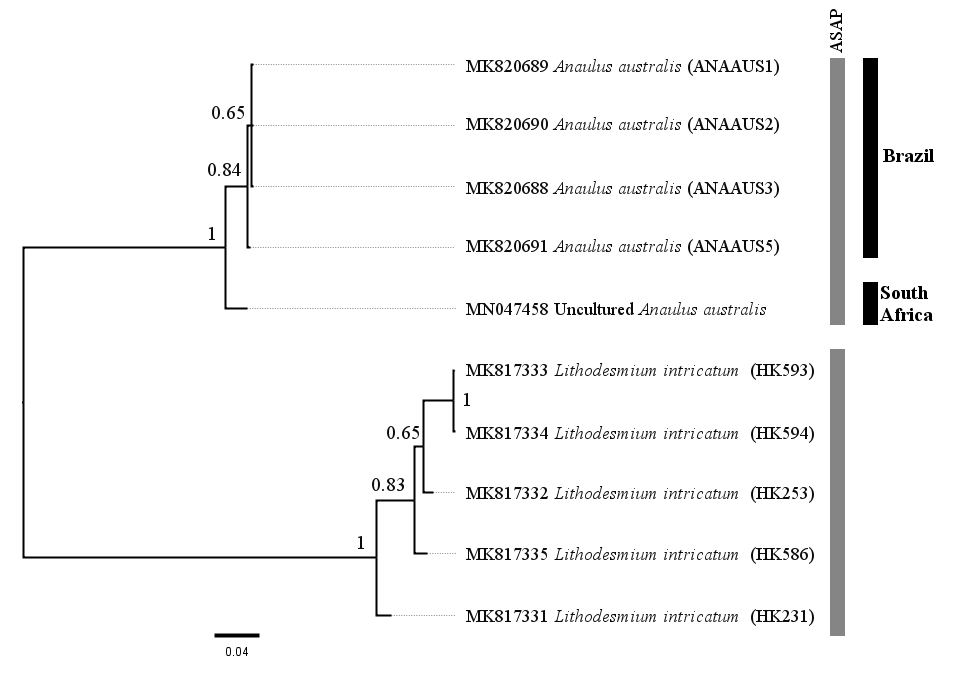 ASAP
MK820689 Anaulus australis (ANAAUS1)
0.65
MK820690 Anaulus australis (ANAAUS2)
Brazil
0.84
MK820688 Anaulus australis (ANAAUS3)
1
MK820691 Anaulus australis (ANAAUS5)
South
Africa
MN047458 Uncultured Anaulus australis
MK817333 Lithodesmium intricatum (HK593)
1
0.65
MK817334 Lithodesmium intricatum (HK594)
0.83
MK817332 Lithodesmium intricatum (HK253)
1
MK817335 Lithodesmium intricatum (HK586)
MK817331 Lithodesmium intricatum (HK231)
0.04